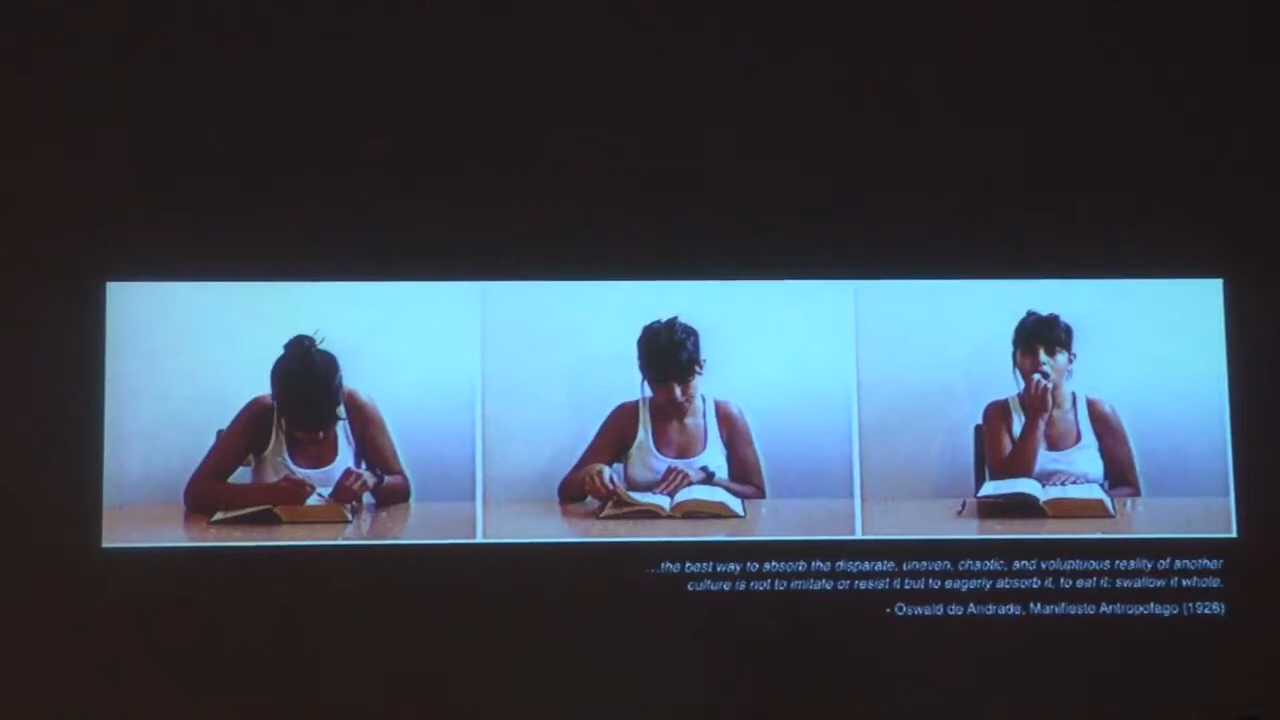 ...the best way to absorb the disparate, uneven, chaotic, and voluptuous reality of another
culture is not to imitate or resist it but to eagerly absorb it, to eat it: swallow it whole.
- Oswald de Andrade, Manifiesto Antropofago (1928)